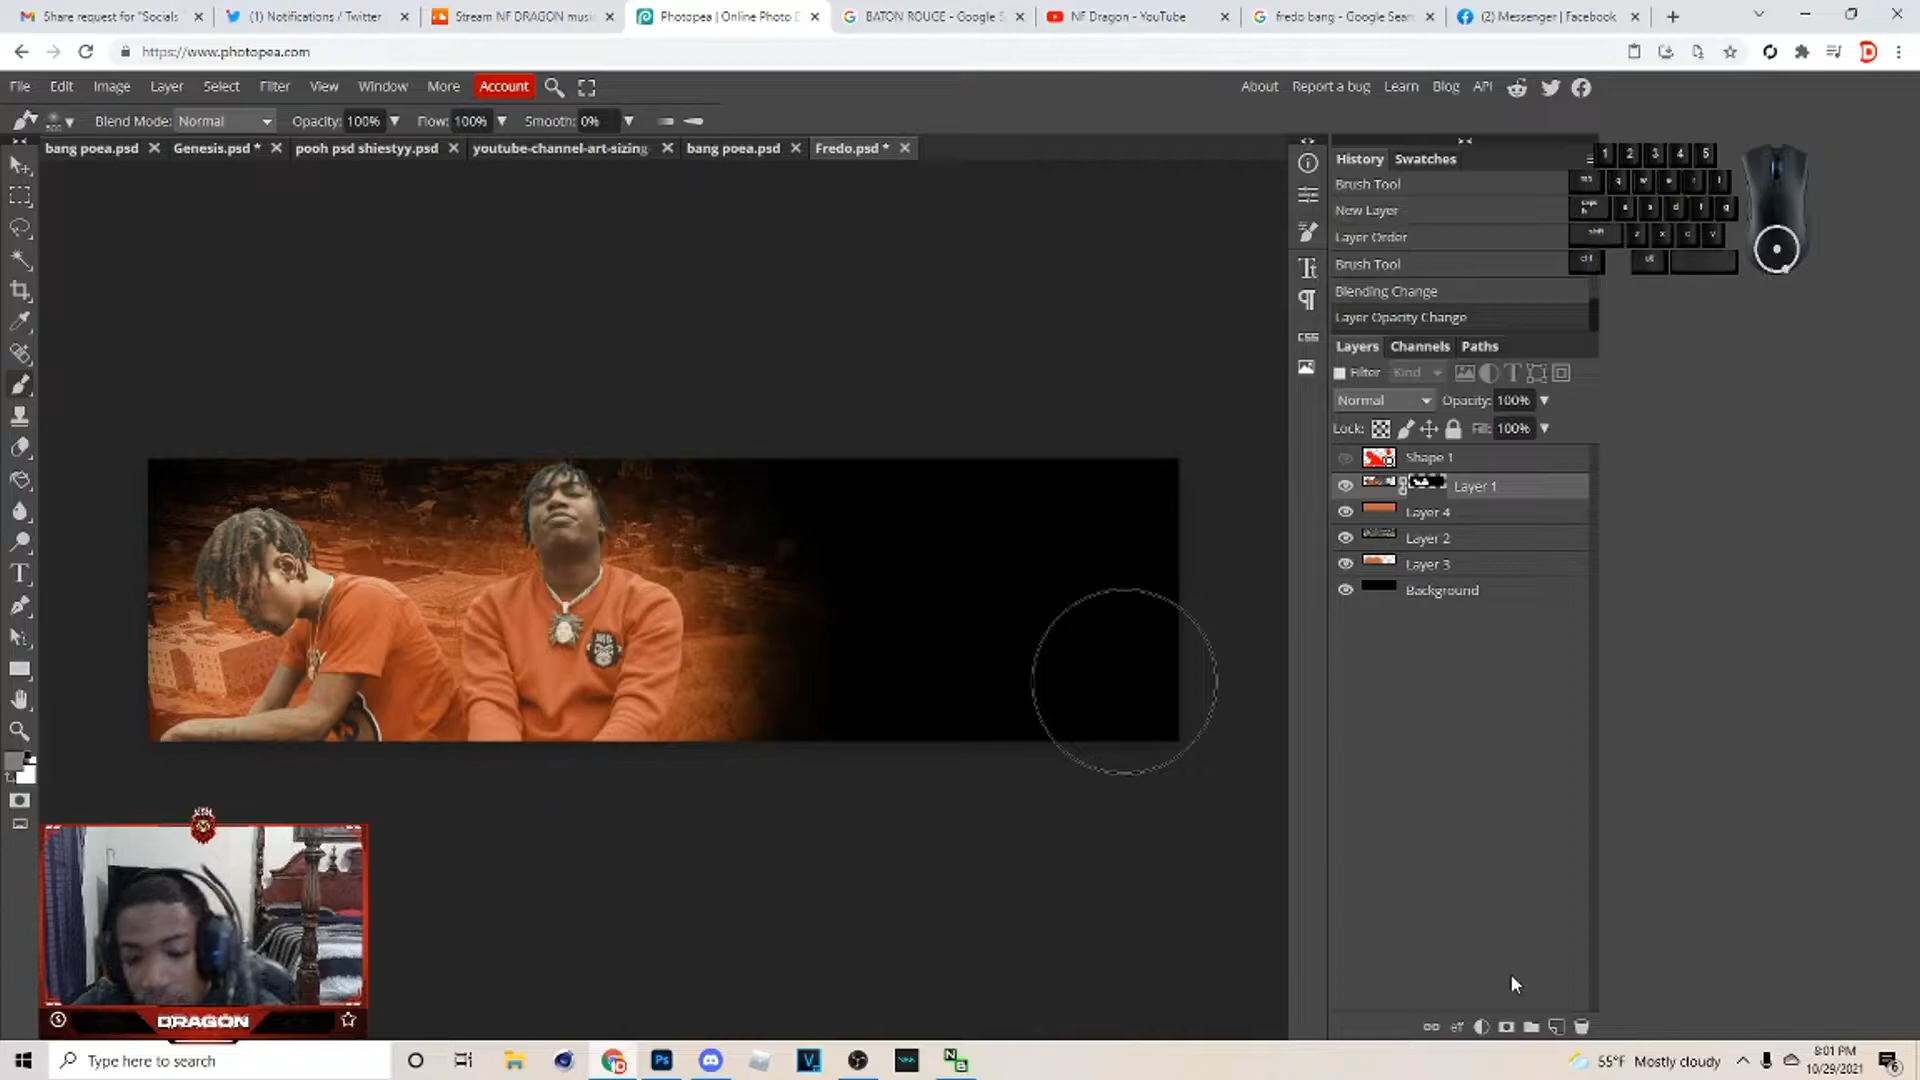 Share request for "Socials
(1) Notifications / Twitter
Stream NF DRAGON musi
Photopea | Online Photo E
BATON ROUGE - Google S
NF Dragon - YouTube
fredo bang - Google Sear
(2) Messenger | Facebook
https://www.photopea.com
File Edit Image Layer Select Filter View Window More Account
About Report a bug Learn Blog API
Blend Mode: Normal Opacity: 100% Flow: 100% Smooth: 0%
bang poea.psd Genesis.psd * pooh psd shiestyy.psd youtube-channel-art-sizing bang poea.psd Fredo.psd *
History Swatches
Brush Tool
New Layer
Layer Order
Brush Tool
Blending Change
Layer Opacity Change
Layers Channels Paths
Filter Kind
Normal Opacity: 100%
Lock: Fill: 100%
Shape 1
Layer 1
Layer 4
Layer 2
Layer 3
Background
CSS
1 2 3 4 5
DRAGON
Type here to search
55°F Mostly cloudy
8:01 PM
10/29/2021